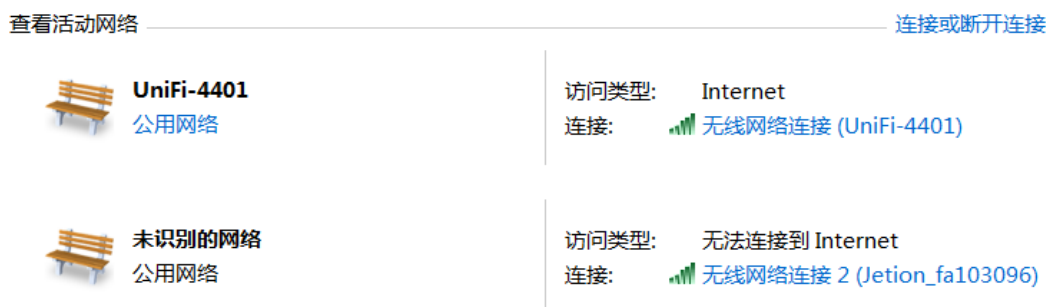 查看活动网络 连接或断开连接
UniFi-4401
公用网络
访问类型: Internet
连接: 无线网络连接 (UniFi-4401)
未识别的网络
公用网络
访问类型: 无法连接到 Internet
连接: 无线网络连接 2 (Jetion_fa103096)